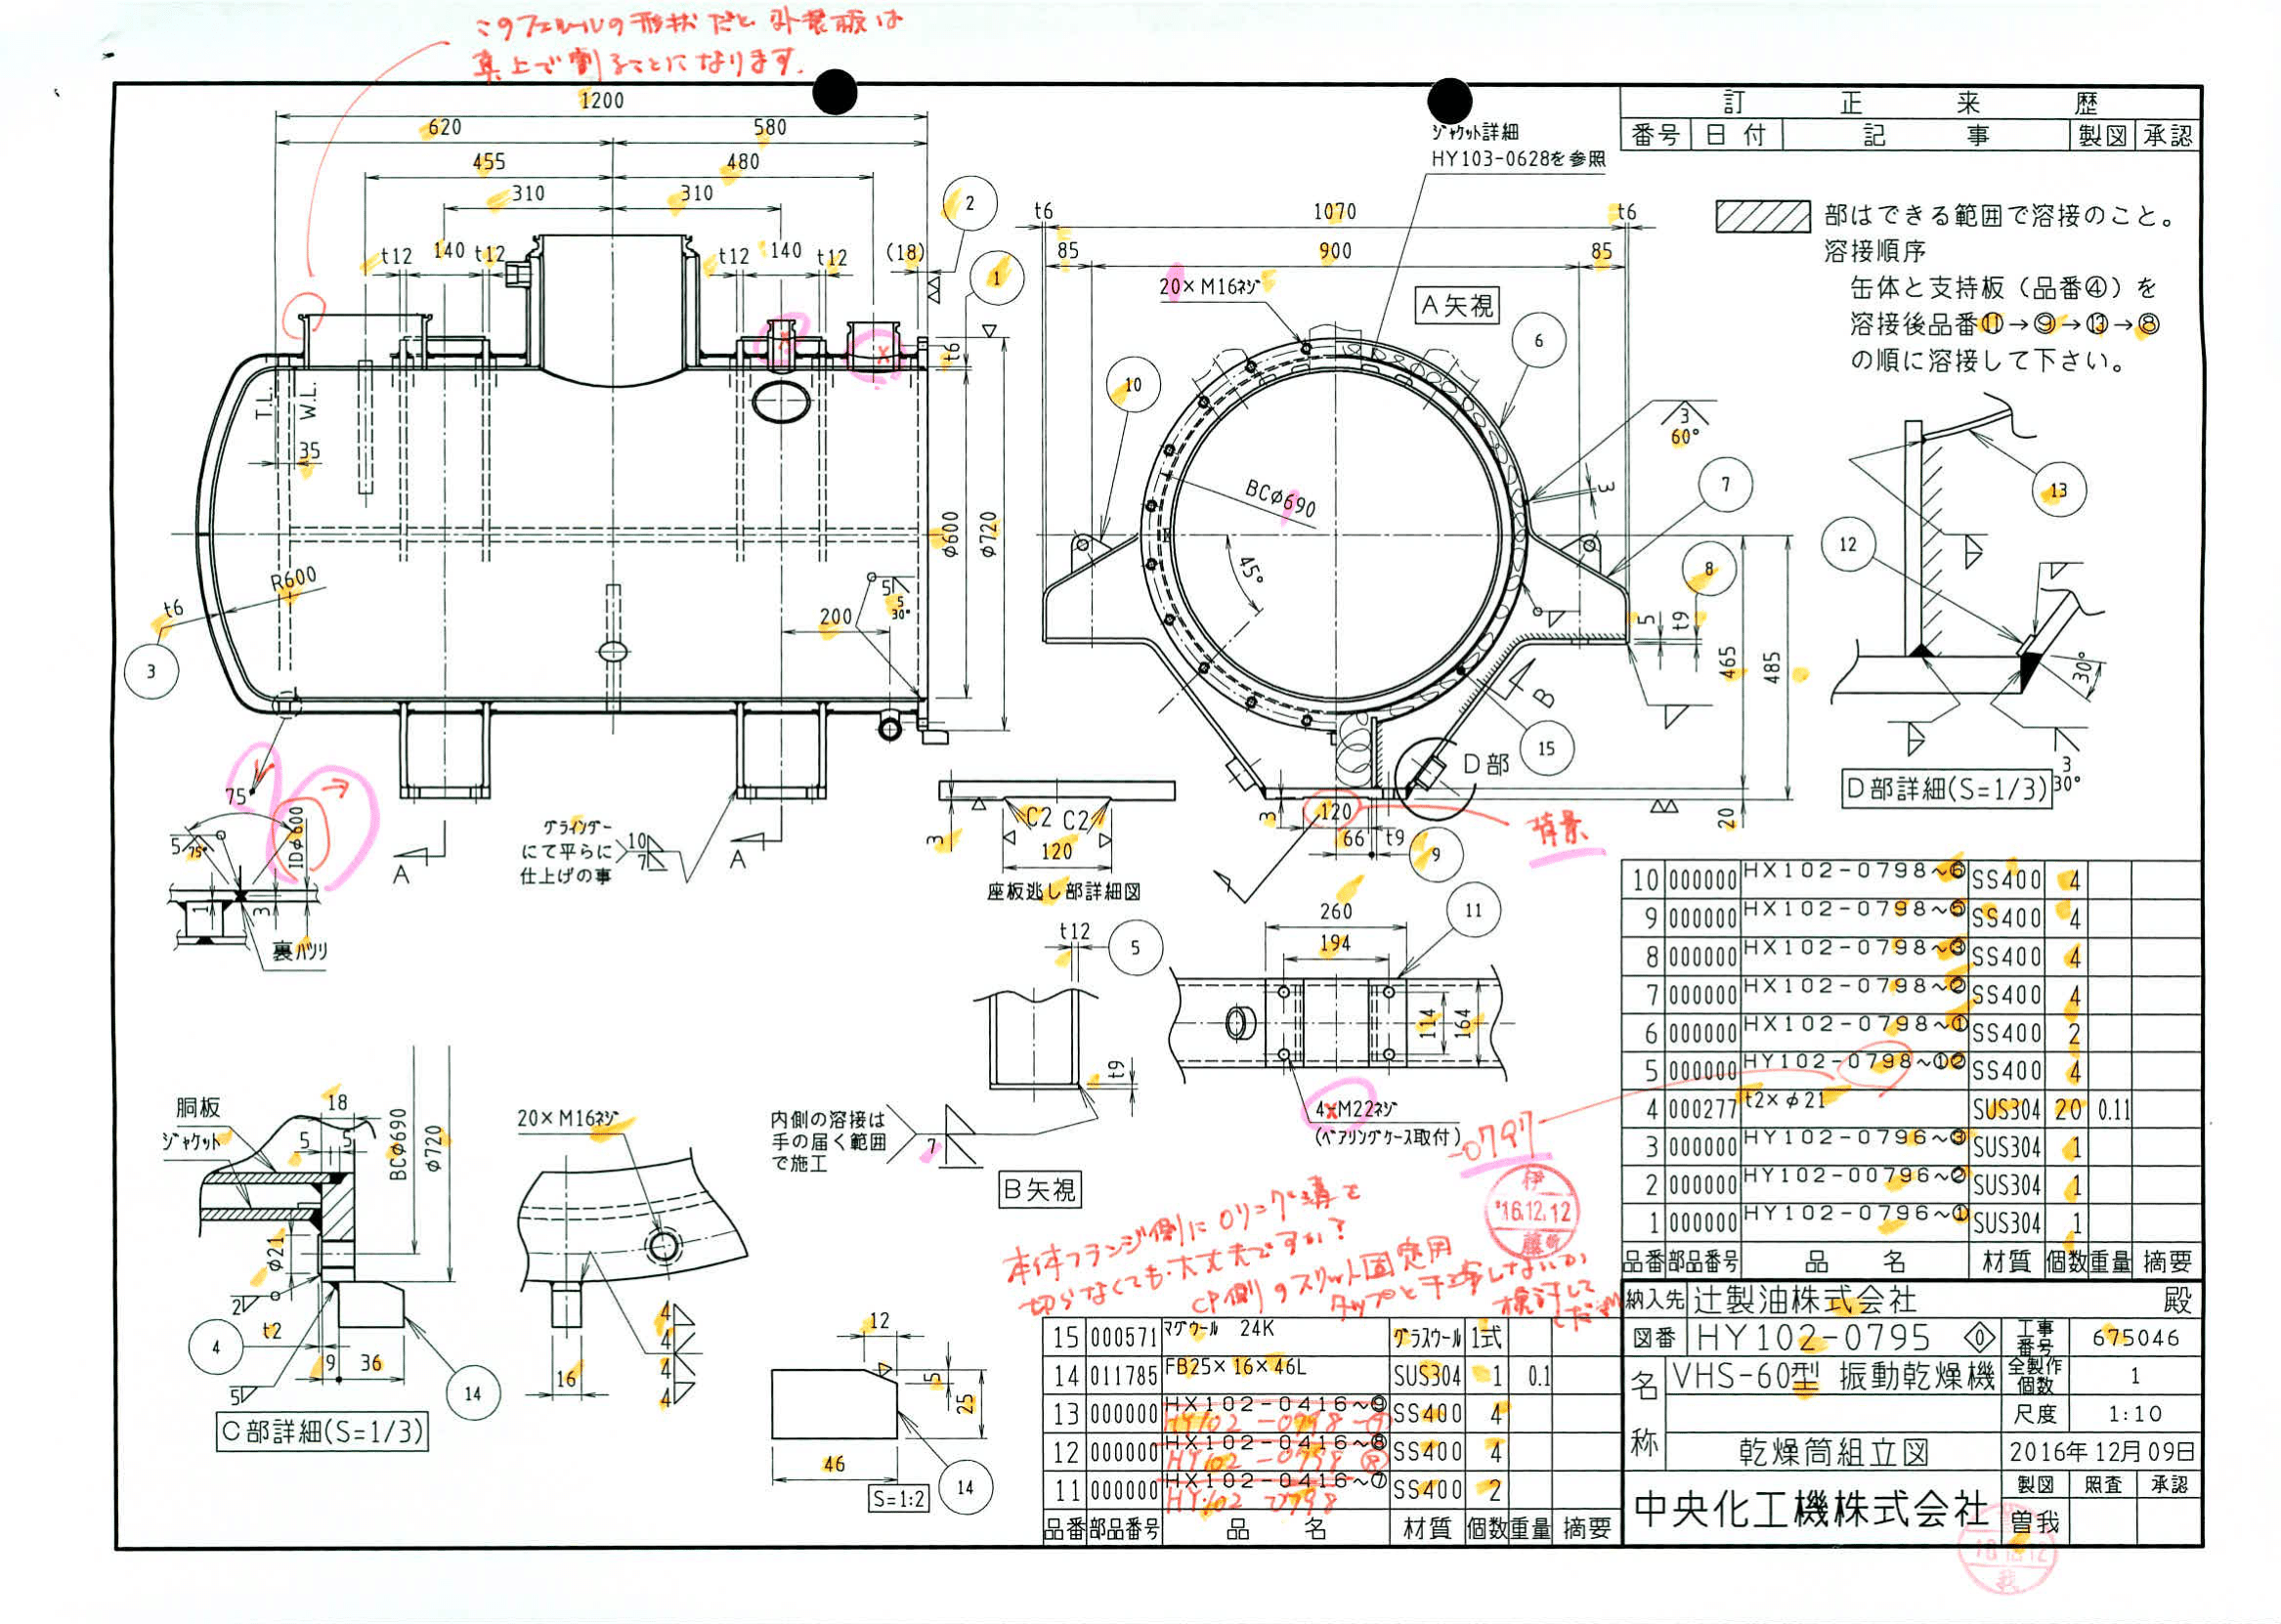 このフェルールの形状だと外装板は
真上で割ることになります.
1200
620
580
455
480
310
310
t12
140
t12
t12
140
t12
(18)
2
1
t6
T.L.
W.L.
35
R600
t6
3
200
5
5
30°
φ600
φ720
75°
5
75°
IDφ600
1
3
裏ハツリ
A
A
グラインダー
にて平らに
仕上げの事
10
7
ジャケット詳細
HY103-0628を参照
t6
1070
t6
85
900
85
20×M16ネジ
A矢視
6
10
BCφ690
45°
3
60°
3
7
8
5
t9
465
485
20
B
15
D部
3
120
66
t9
9
背景
3
C2 C2
120
座板逃し部詳細図
訂正来歴
番号 日付 記事 製図 承認
部はできる範囲で溶接のこと。
溶接順序
缶体と支持板(品番④)を
溶接後品番⑪→⑨→⑬→⑧
の順に溶接して下さい。
13
12
30°
3
30°
D部詳細(S=1/3)
t12
5
t9
内側の溶接は
手の届く範囲
で施工
7
B矢視
260
194
11
114
164
4×M22ネジ
(ベアリングケース取付)
-0797
胴板
ジャケット
18
5
5
BCφ690
φ720
φ21
2
t2
4
9
36
5
14
C部詳細(S=1/3)
20×M16ネジ
4
4
4
4
16
12
5
25
46
14
S=1:2
本体フランジ側にOリング溝を
切らなくても大丈夫ですか?
CP側のスリット固定用
タップと干渉しないか
検討して
伊
'16.12.12
藤
10 000000 HX102-0798~⑥ SS400 4
9 000000 HX102-0798~⑤ SS400 4
8 000000 HX102-0798~③ SS400 4
7 000000 HX102-0798~② SS400 4
6 000000 HX102-0798~① SS400 2
5 000000 HY102-0798~①② SS400 4
4 000277 t2×φ21 SUS304 20 0.11
3 000000 HY102-0796~③ SUS304 1
2 000000 HY102-00796~② SUS304 1
1 000000 HY102-0796~① SUS304 1
品番 部品番号 品名 材質 個数 重量 摘要
15 000571 マグウール 24K グラスウール 1式
14 011785 FB25×16×46L SUS304 1 0.1
13 000000 HX102-0416~⑨ SS400 4
HY102-0798-⑨
12 000000 HX102-0416~⑧ SS400 4
HY102-0798 ⑧
11 000000 HX102-0416~⑦ SS400 2
HY102 0798
品番 部品番号 品名 材質 個数 重量 摘要
納入先 辻製油株式会社 殿
図番 HY102-0795 0 工事番号 675046
名称 VHS-60型 振動乾燥機 全製作個数 1
尺度 1:10
乾燥筒組立図 2016年12月09日
製図 照査 承認
中央化工機株式会社 曽我